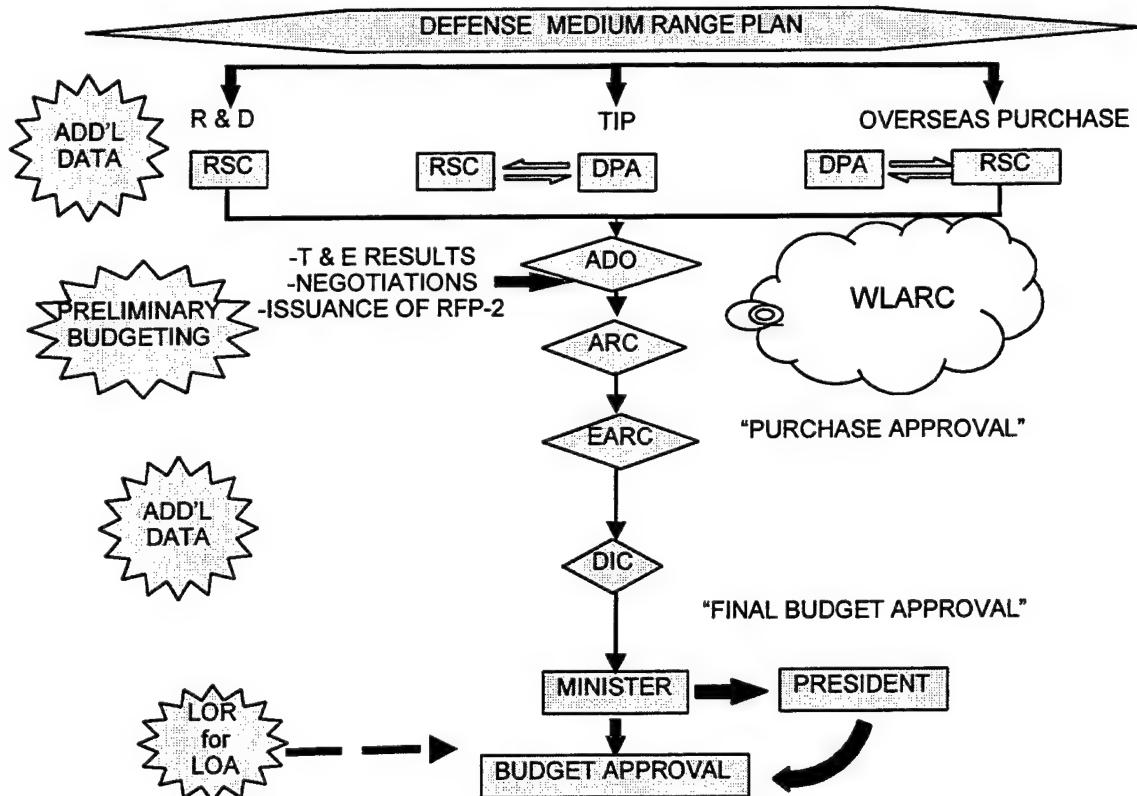 DEFENSE MEDIUM RANGE PLAN
ADD'L
DATA
R & D
TIP
OVERSEAS PURCHASE
RSC
RSC
DPA
DPA
RSC
PRELIMINARY
BUDGETING
-T & E RESULTS
-NEGOTIATIONS
-ISSUANCE OF RFP-2
ADO
WLARC
ARC
EARC
"PURCHASE APPROVAL"
ADD'L
DATA
DIC
"FINAL BUDGET APPROVAL"
MINISTER
PRESIDENT
LOR
for
LOA
BUDGET APPROVAL